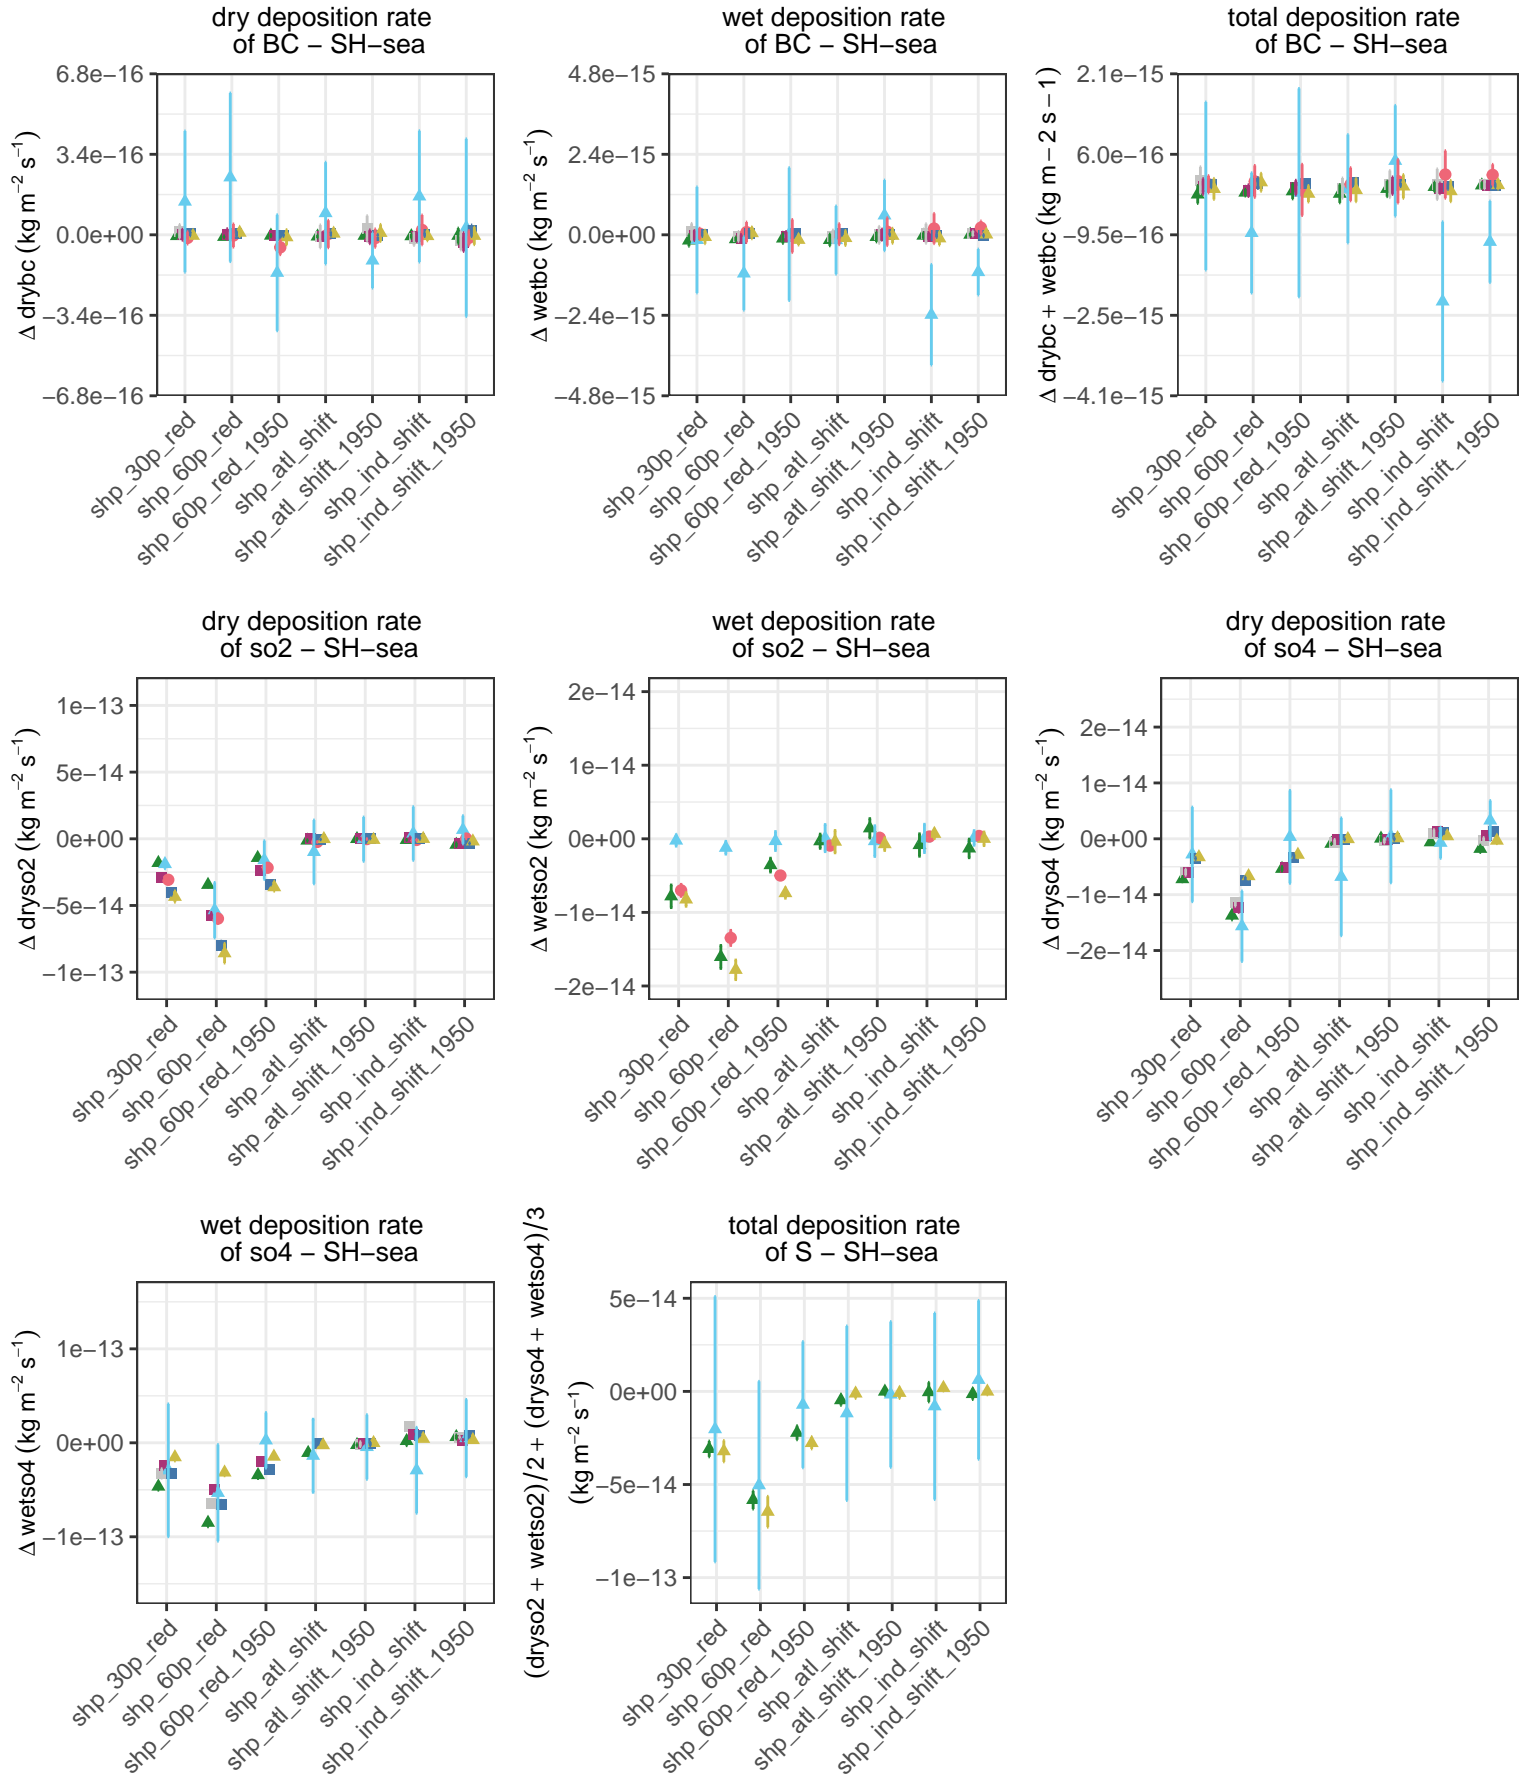 dry deposition rate
of BC − SH−sea
Δ drybc (kg m−2 s−1)
6.8e−16
3.4e−16
0.0e+00
−3.4e−16
−6.8e−16
shp_30p_red
shp_60p_red
shp_60p_red_1950
shp_atl_shift
shp_atl_shift_1950
shp_ind_shift
shp_ind_shift_1950
wet deposition rate
of BC − SH−sea
Δ wetbc (kg m−2 s−1)
4.8e−15
2.4e−15
0.0e+00
−2.4e−15
−4.8e−15
shp_30p_red
shp_60p_red
shp_60p_red_1950
shp_atl_shift
shp_atl_shift_1950
shp_ind_shift
shp_ind_shift_1950
total deposition rate
of BC − SH−sea
Δ drybc + wetbc (kg m − 2 s − 1)
2.1e−15
6.0e−16
−9.5e−16
−2.5e−15
−4.1e−15
shp_30p_red
shp_60p_red
shp_60p_red_1950
shp_atl_shift
shp_atl_shift_1950
shp_ind_shift
shp_ind_shift_1950
dry deposition rate
of so2 − SH−sea
Δ dryso2 (kg m−2 s−1)
1e−13
5e−14
0e+00
−5e−14
−1e−13
shp_30p_red
shp_60p_red
shp_60p_red_1950
shp_atl_shift
shp_atl_shift_1950
shp_ind_shift
shp_ind_shift_1950
wet deposition rate
of so2 − SH−sea
Δ wetso2 (kg m−2 s−1)
2e−14
1e−14
0e+00
−1e−14
−2e−14
shp_30p_red
shp_60p_red
shp_60p_red_1950
shp_atl_shift
shp_atl_shift_1950
shp_ind_shift
shp_ind_shift_1950
dry deposition rate
of so4 − SH−sea
Δ dryso4 (kg m−2 s−1)
2e−14
1e−14
0e+00
−1e−14
−2e−14
shp_30p_red
shp_60p_red
shp_60p_red_1950
shp_atl_shift
shp_atl_shift_1950
shp_ind_shift
shp_ind_shift_1950
wet deposition rate
of so4 − SH−sea
Δ wetso4 (kg m−2 s−1)
1e−13
0e+00
−1e−13
shp_30p_red
shp_60p_red
shp_60p_red_1950
shp_atl_shift
shp_atl_shift_1950
shp_ind_shift
shp_ind_shift_1950
total deposition rate
of S − SH−sea
(dryso2 + wetso2)/2 + (dryso4 + wetso4)/3
(kg m−2 s−1)
5e−14
0e+00
−5e−14
−1e−13
shp_30p_red
shp_60p_red
shp_60p_red_1950
shp_atl_shift
shp_atl_shift_1950
shp_ind_shift
shp_ind_shift_1950